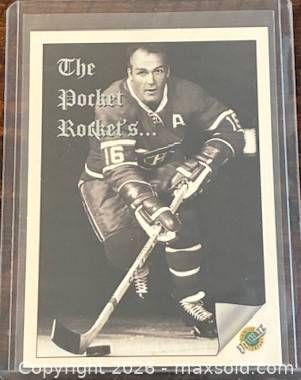 The
Pocket
Rocket's...
A
16
16
Copyright 2026 - maxsold.com